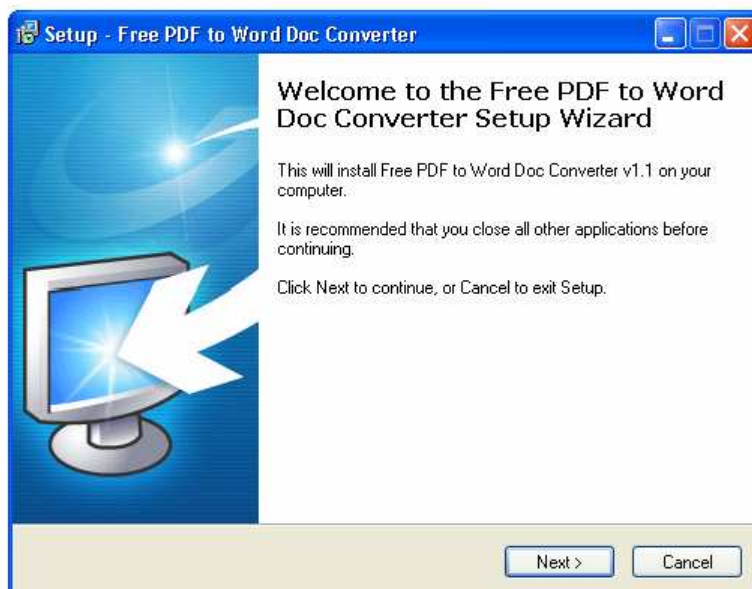 Setup - Free PDF to Word Doc Converter
Welcome to the Free PDF to Word
Doc Converter Setup Wizard
This will install Free PDF to Word Doc Converter v1.1 on your
computer.
It is recommended that you close all other applications before
continuing.
Click Next to continue, or Cancel to exit Setup.
Next >
Cancel